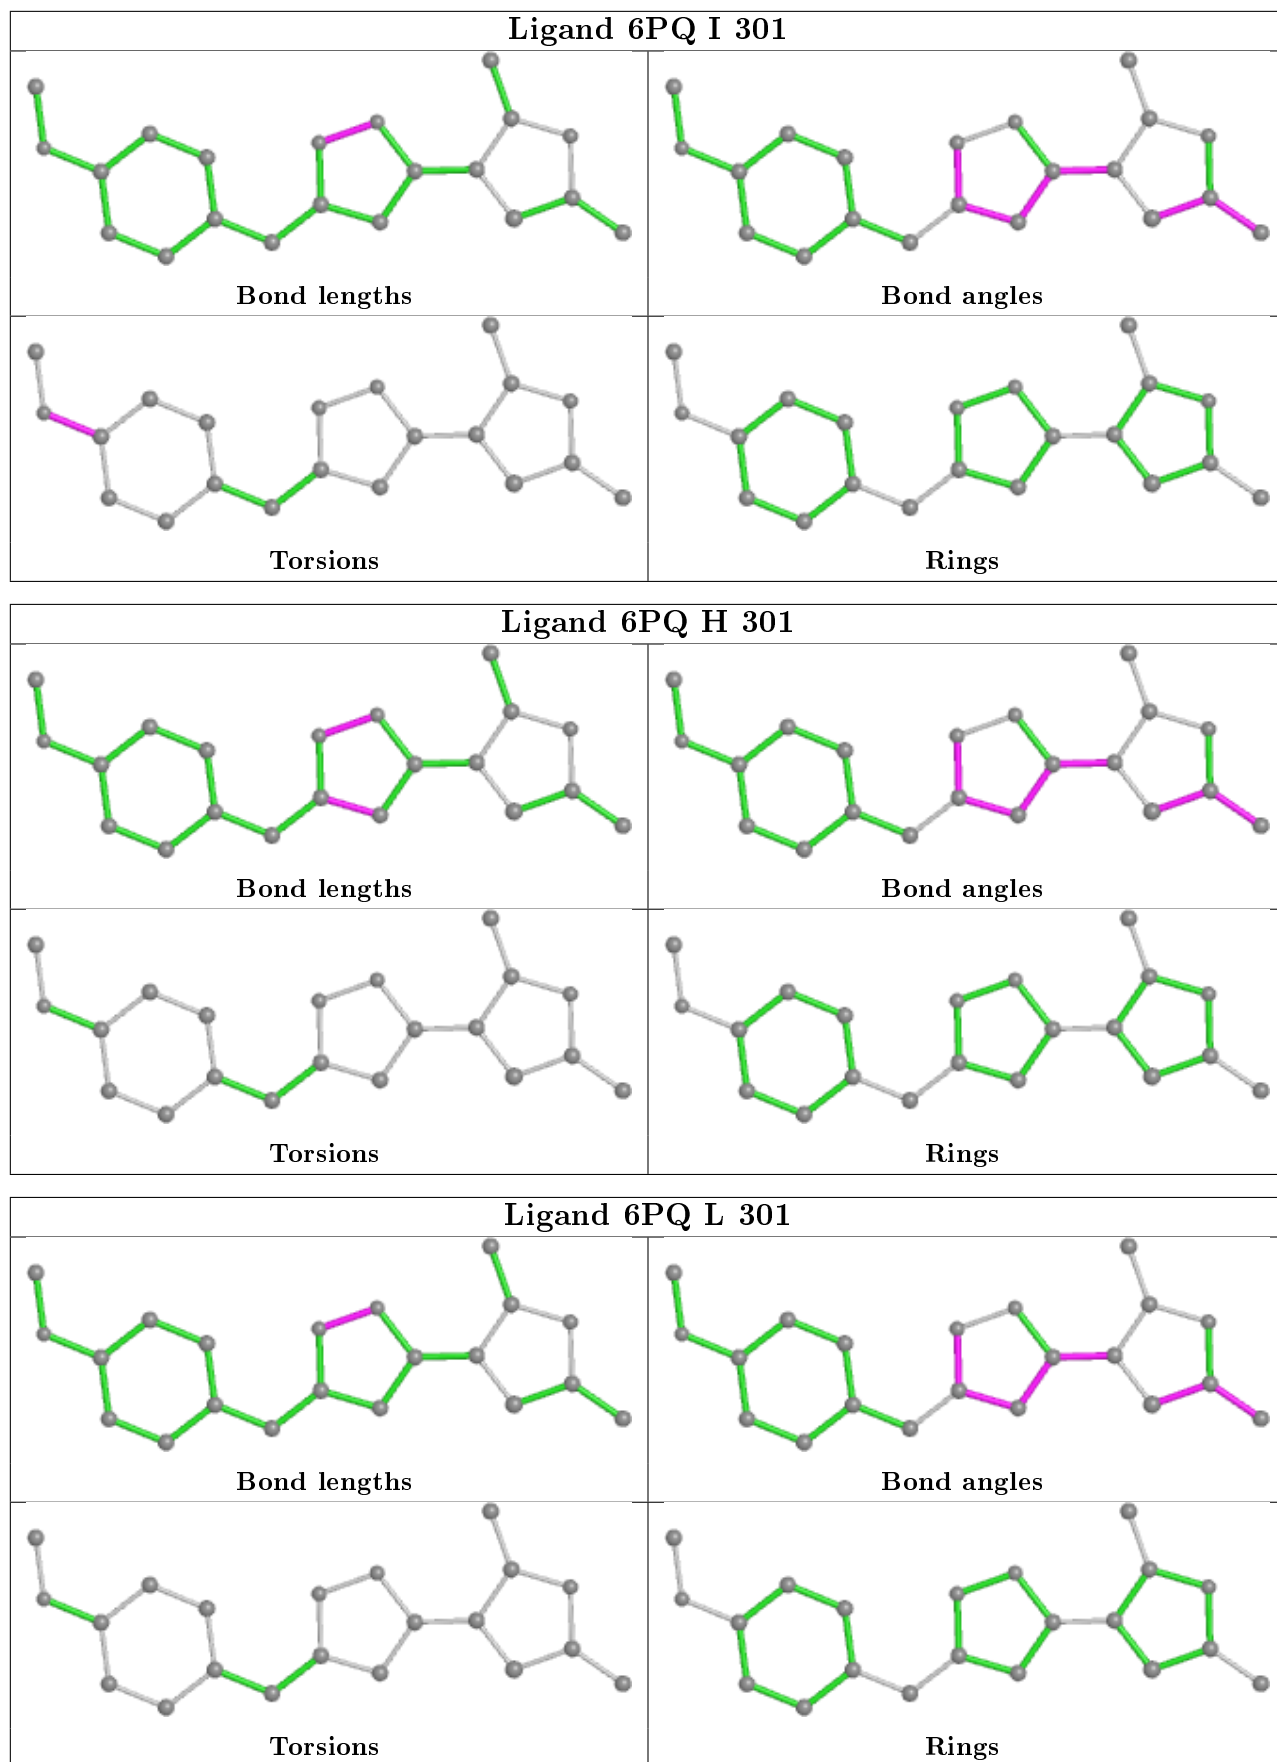 Ligand 6PQ I 301
Bond lengths
Bond angles
Torsions
Rings
Ligand 6PQ H 301
Bond lengths
Bond angles
Torsions
Rings
Ligand 6PQ L 301
Bond lengths
Bond angles
Torsions
Rings